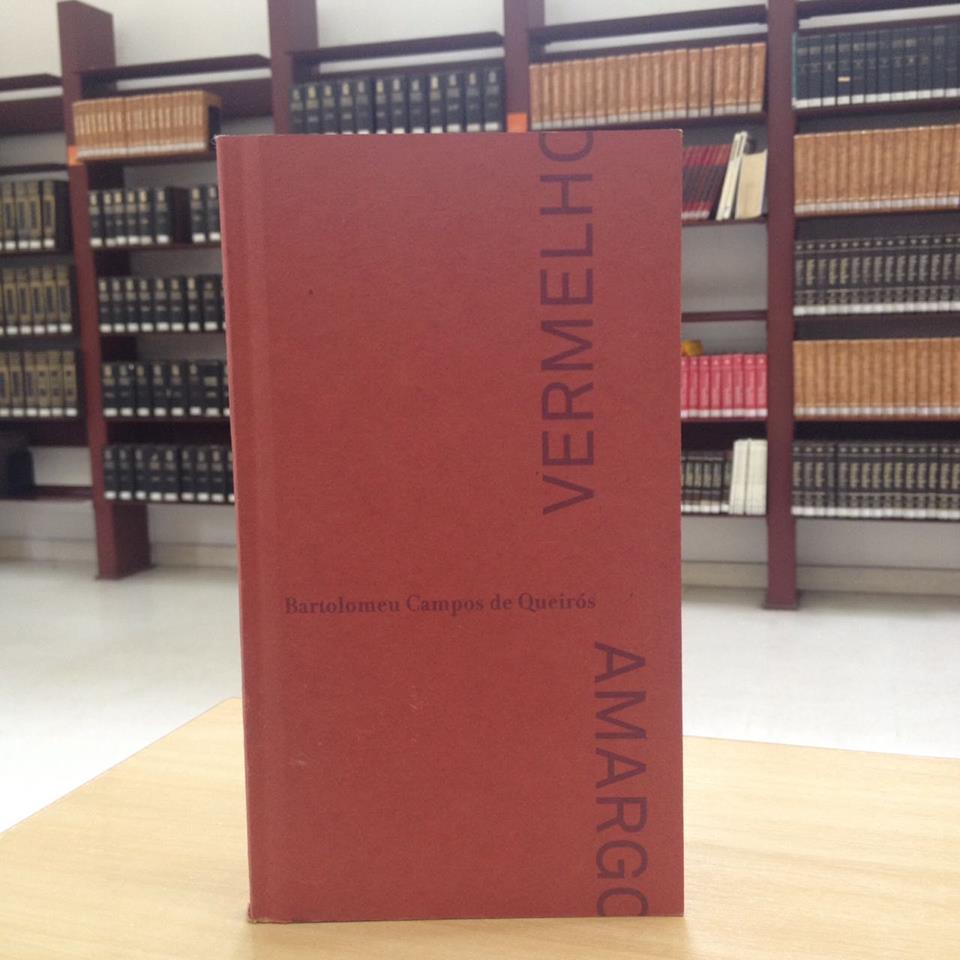 VERMELHO
Bartolomeu Campos de Queirós
AMARGO